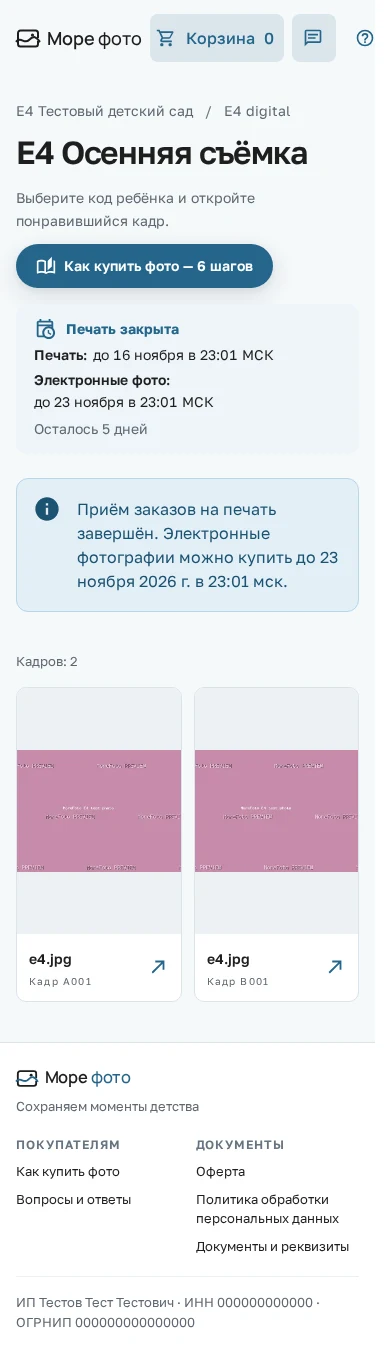 Море фото
Корзина 0
E4 Тестовый детский сад / E4 digital
E4 Осенняя съёмка
Выберите код ребёнка и откройте
понравившийся кадр.
Как купить фото — 6 шагов
Печать закрыта
Печать: до 16 ноября в 23:01 МСК
Электронные фото:
до 23 ноября в 23:01 МСК
Осталось 5 дней
Приём заказов на печать
завершён. Электронные
фотографии можно купить до 23
ноября 2026 г. в 23:01 мск.
Кадров: 2
e4.jpg
Кадр A001
e4.jpg
Кадр B001
Море фото
Сохраняем моменты детства
ПОКУПАТЕЛЯМ
Как купить фото
Вопросы и ответы
ДОКУМЕНТЫ
Оферта
Политика обработки
персональных данных
Документы и реквизиты
ИП Тестов Тест Тестович · ИНН 000000000000 ·
ОГРНИП 000000000000000